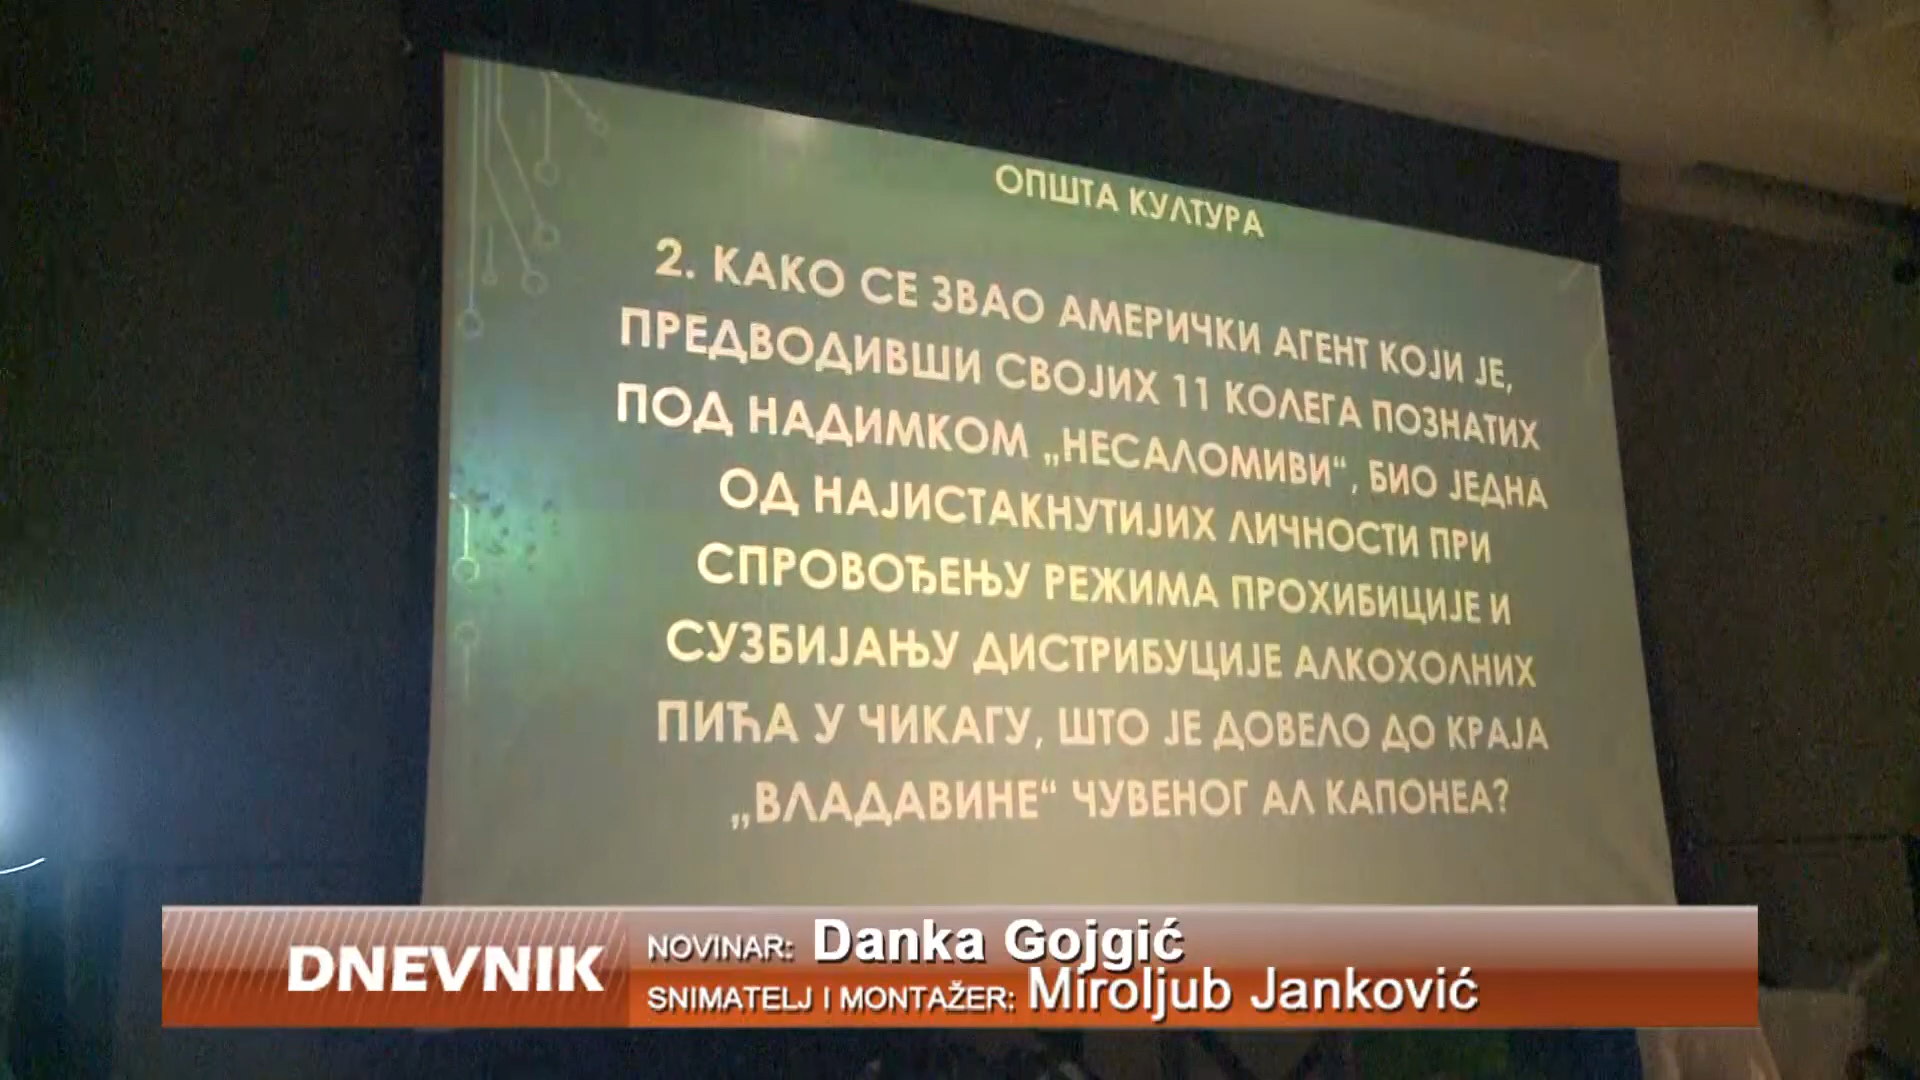 ОПШТА КУЛТУРА
2. КАКО СЕ ЗВАО АМЕРИЧКИ АГЕНТ КОЈИ ЈЕ,
ПРЕДВОДИВШИ СВОЈИХ 11 КОЛЕГА ПОЗНАТИХ
ПОД НАДИМКОМ „НЕСАЛОМИВИ“, БИО ЈЕДНА
ОД НАЈИСТАКНУТИЈИХ ЛИЧНОСТИ ПРИ
СПРОВОЂЕЊУ РЕЖИМА ПРОХИБИЦИЈЕ И
СУЗБИЈАЊУ ДИСТРИБУЦИЈЕ АЛКОХОЛНИХ
ПИЋА У ЧИКАГУ, ШТО ЈЕ ДОВЕЛО ДО КРАЈА
„ВЛАДАВИНЕ“ ЧУВЕНОГ АЛ КАПОНЕА?
DNEVNIK
NOVINAR: Danka Gojgić
SNIMATELJ I MONTAŽER: Miroljub Janković